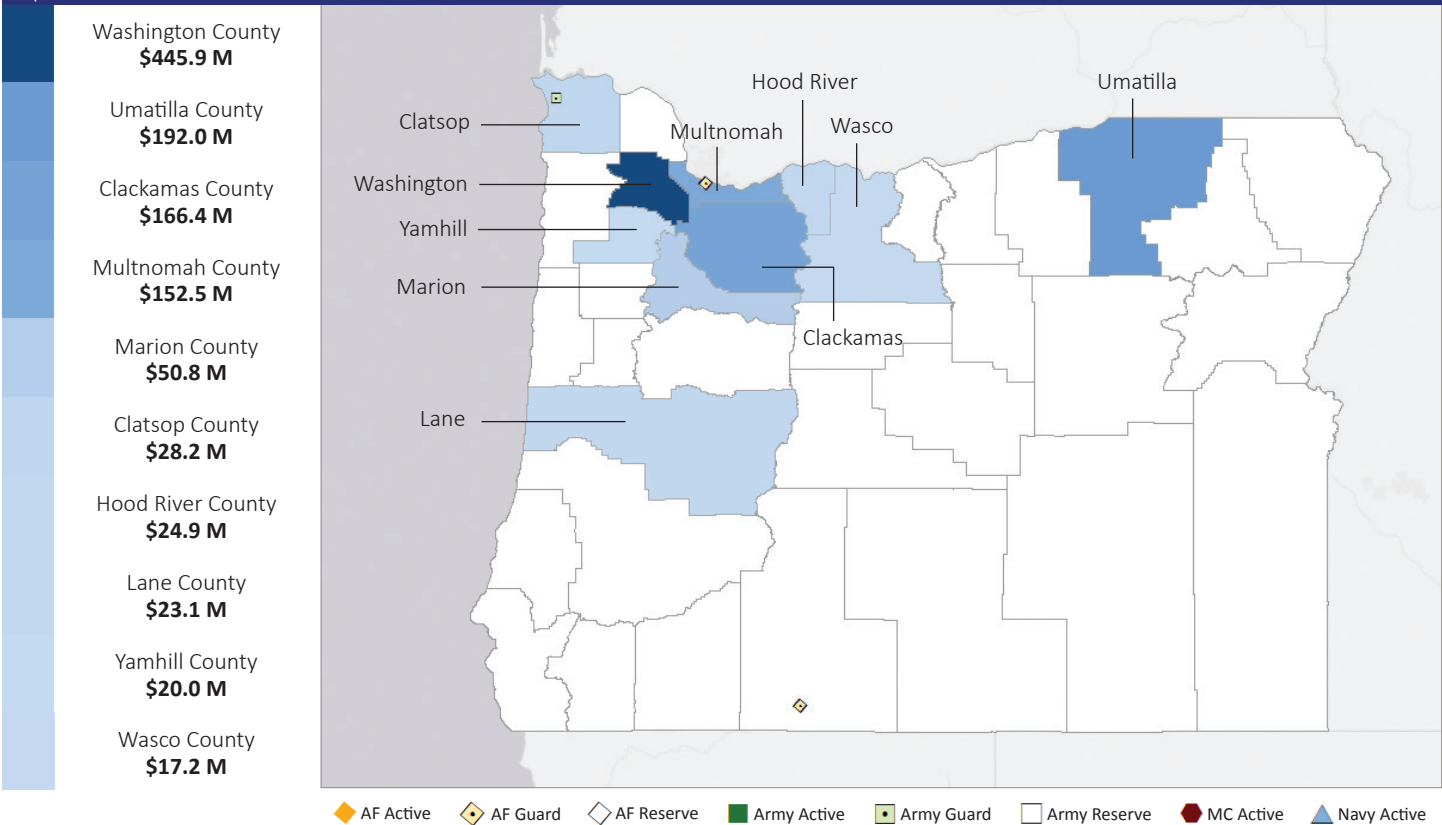 Washington County
$445.9 M
Umatilla County
$192.0 M
Clackamas County
$166.4 M
Multnomah County
$152.5 M
Marion County
$50.8 M
Clatsop County
$28.2 M
Hood River County
$24.9 M
Lane County
$23.1 M
Yamhill County
$20.0 M
Wasco County
$17.2 M
Hood River
Umatilla
Clatsop
Multnomah
Wasco
Washington
Yamhill
Marion
Clackamas
Lane
AF Active
AF Guard
AF Reserve
Army Active
Army Guard
Army Reserve
MC Active
Navy Active